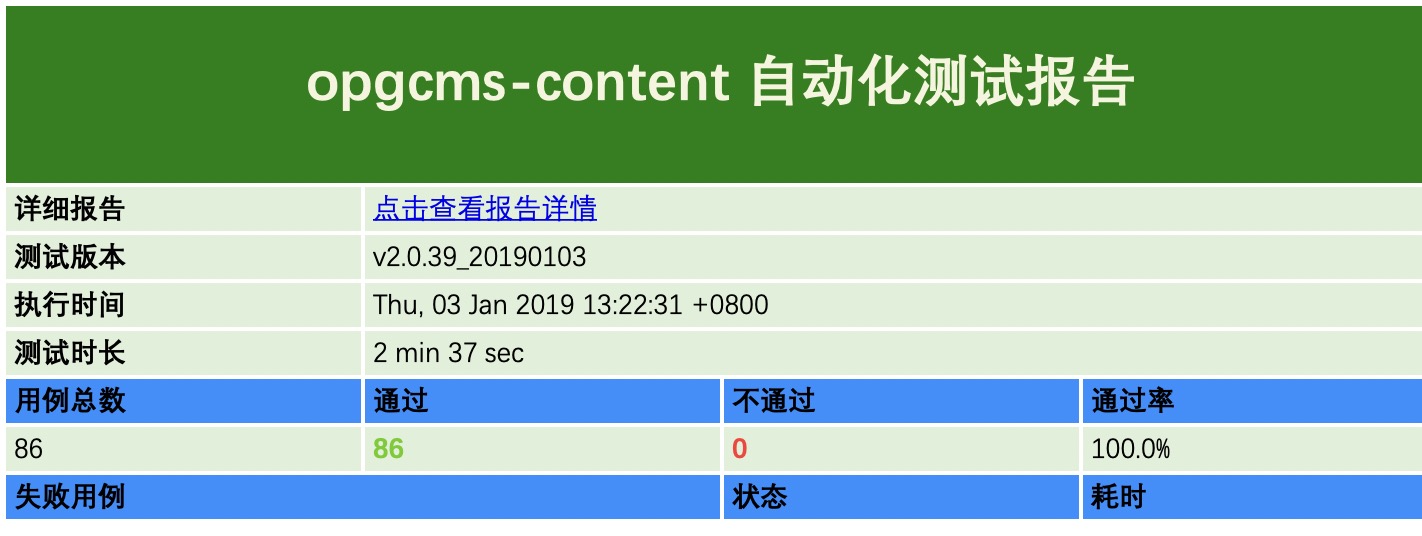 opgcms-content 自动化测试报告
详细报告 点击查看报告详情
测试版本 v2.0.39_20190103
执行时间 Thu, 03 Jan 2019 13:22:31 +0800
测试时长 2 min 37 sec
用例总数 通过 不通过 通过率
86 86 0 100.0%
失败用例 状态 耗时